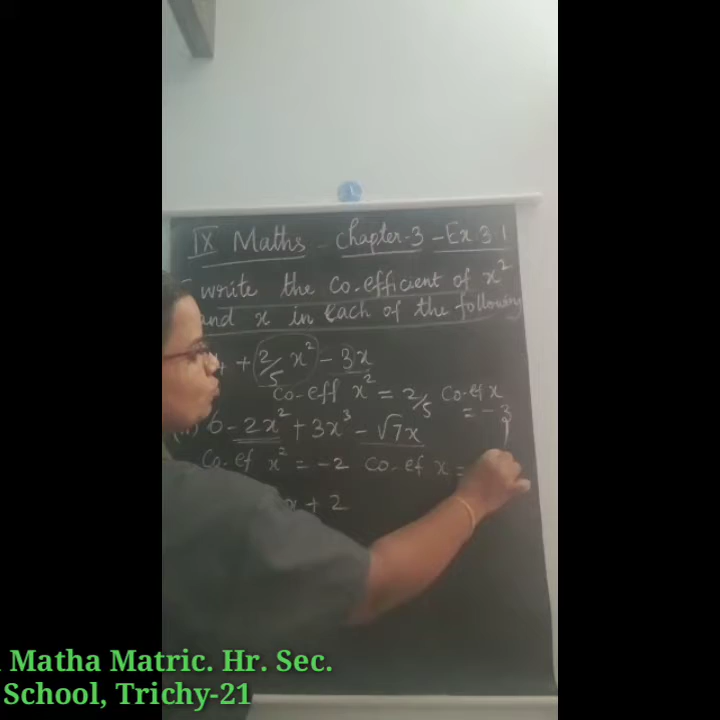 IX Maths - Chapter-3 - Ex 3.1
write the co-efficient of x²
and x in each of the following
+ 2/5 x² - 3x
co-eff x² = 2/5 co-ef x
= -3
6 - 2x² + 3x³ - √7x
Co-ef x² = -2 co-ef x =
x + 2
Matha Matric. Hr. Sec.
School, Trichy-21